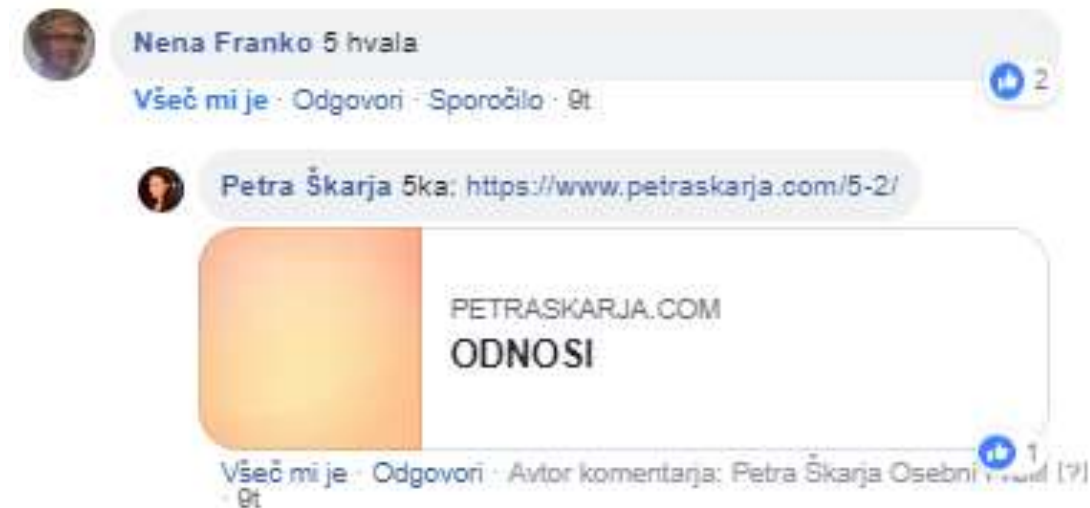 Nena Franko 5 hvala
2
Všeč mi je · Odgovori · Sporočilo · 9t
Petra Škarja 5ka: https://www.petraskarja.com/5-2/
PETRASKARJA.COM
ODNOSI
1
Všeč mi je · Odgovori · Avtor komentarja: Petra Škarja Osebni [?]
· 9t